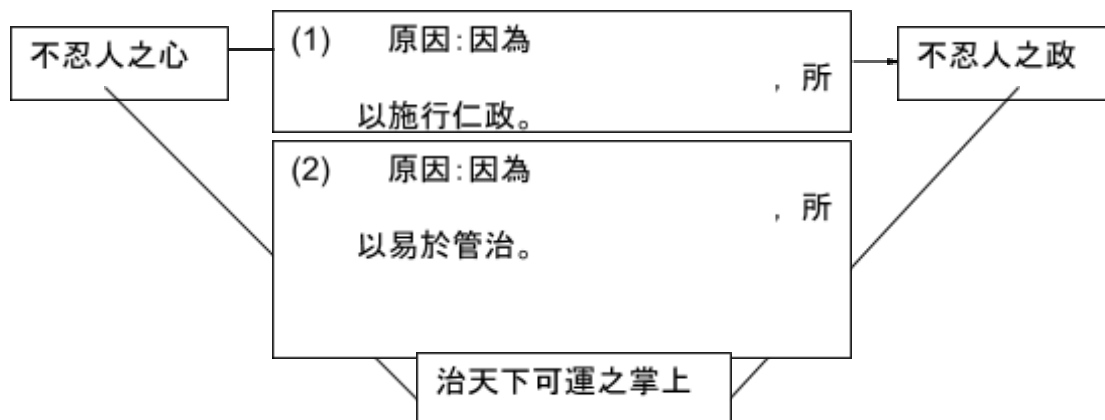 不忍人之心
(1) 原因:因為
，所
以施行仁政。
不忍人之政
(2) 原因:因為
，所
以易於管治。
治天下可運之掌上